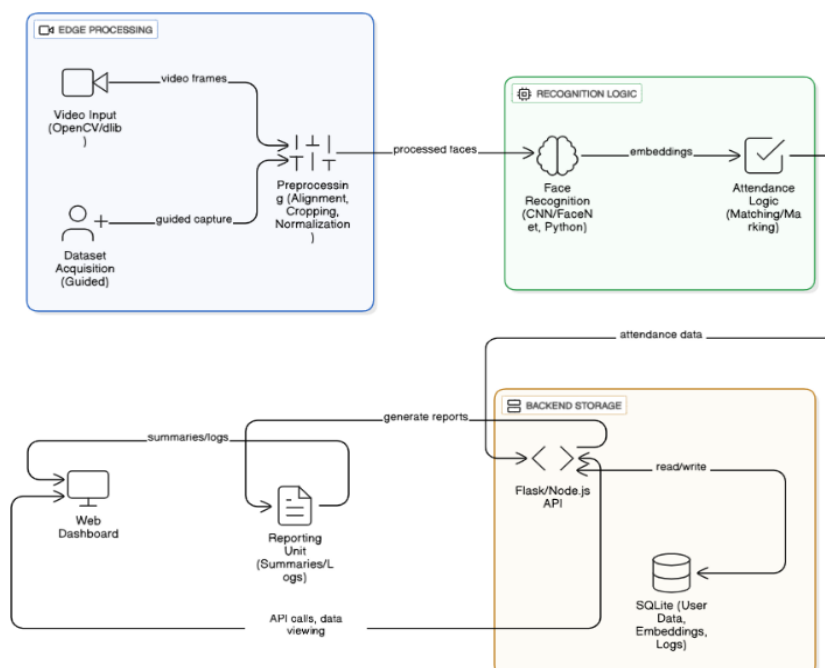 EDGE PROCESSING
video frames
Video Input
(OpenCV/dlib
)
guided capture
Dataset
Acquisition
(Guided)
Preprocessin
g (Alignment,
Cropping,
Normalization
)
processed faces
RECOGNITION LOGIC
Face
Recognition
(CNN/FaceNe
t, Python)
embeddings
Attendance
Logic
(Matching/Ma
rking)
attendance data
BACKEND STORAGE
generate reports
summaries/logs
Web
Dashboard
Reporting
Unit
(Summaries/L
ogs)
Flask/Node.js
API
read/write
SQLite (User
Data,
Embeddings,
Logs)
API calls, data
viewing